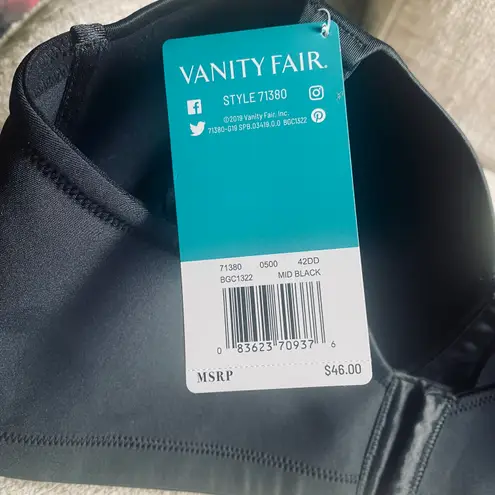 VANITY FAIR.
STYLE 71380
©2019 Vanity Fair, Inc.
71380-G19 SPB.03419.0.0 BGC1322
71380 0500 42DD
BGC1322 MID BLACK
0 83623 70937 6
MSRP $46.00